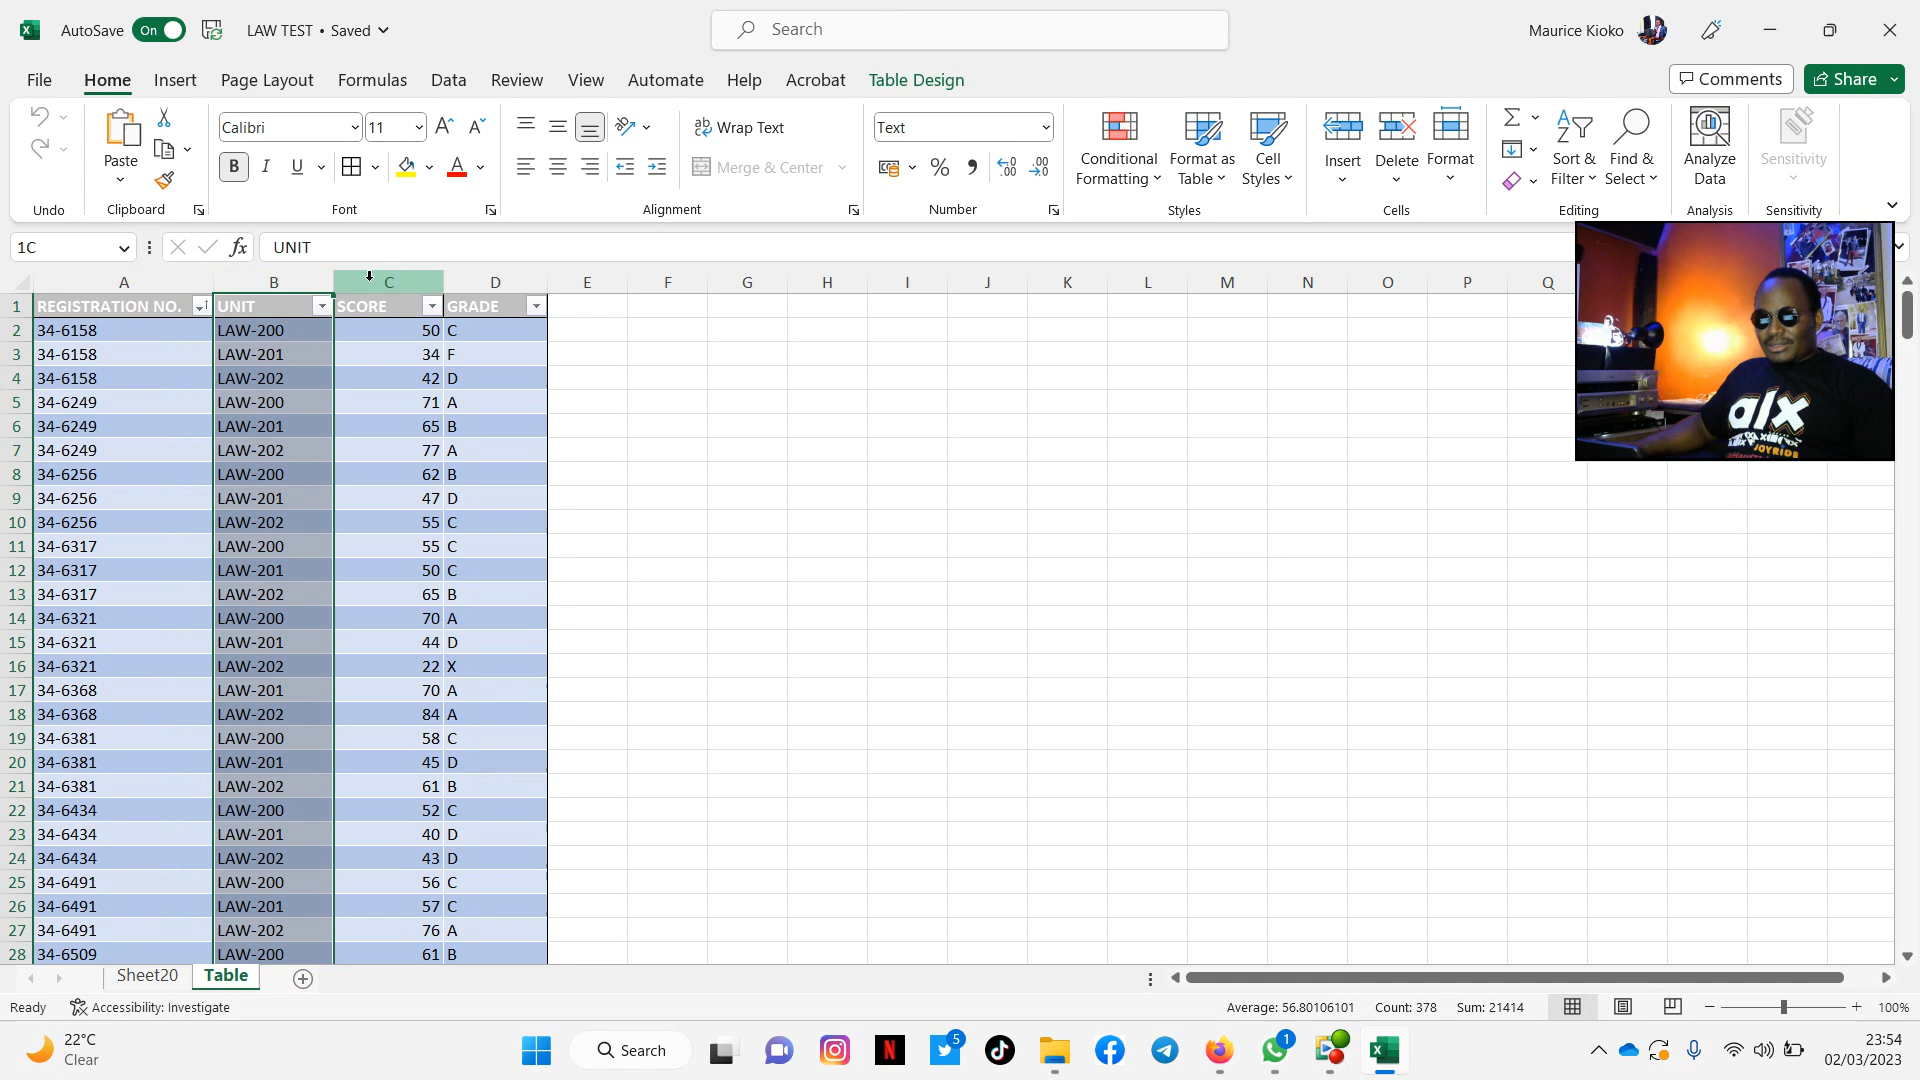 AutoSave On LAW TEST • Saved Search Maurice Kioko
File Home Insert Page Layout Formulas Data Review View Automate Help Acrobat Table Design Comments Share
Paste Calibri 11 Wrap Text Text Conditional Formatting Format as Table Cell Styles Insert Delete Format Sort & Filter Find & Select Analyze Data Sensitivity
B I U A Merge & Center %
Undo Clipboard Font Alignment Number Styles Cells Editing Analysis Sensitivity
1C fx UNIT
A B C D E F G H I J K L M N O P Q
1 REGISTRATION NO. UNIT SCORE GRADE
2 34-6158 LAW-200 50 C
3 34-6158 LAW-201 34 F
4 34-6158 LAW-202 42 D
5 34-6249 LAW-200 71 A
6 34-6249 LAW-201 65 B
7 34-6249 LAW-202 77 A
8 34-6256 LAW-200 62 B
9 34-6256 LAW-201 47 D
10 34-6256 LAW-202 55 C
11 34-6317 LAW-200 55 C
12 34-6317 LAW-201 50 C
13 34-6317 LAW-202 65 B
14 34-6321 LAW-200 70 A
15 34-6321 LAW-201 44 D
16 34-6321 LAW-202 22 X
17 34-6368 LAW-201 70 A
18 34-6368 LAW-202 84 A
19 34-6381 LAW-200 58 C
20 34-6381 LAW-201 45 D
21 34-6381 LAW-202 61 B
22 34-6434 LAW-200 52 C
23 34-6434 LAW-201 40 D
24 34-6434 LAW-202 43 D
25 34-6491 LAW-200 56 C
26 34-6491 LAW-201 57 C
27 34-6491 LAW-202 76 A
28 34-6509 LAW-200 61 B
alx
JOYRIDE
Sheet20 Table
Ready Accessibility: Investigate Average: 56.80106101 Count: 378 Sum: 21414 100%
22°C Search 5 1 23:54
Clear 02/03/2023